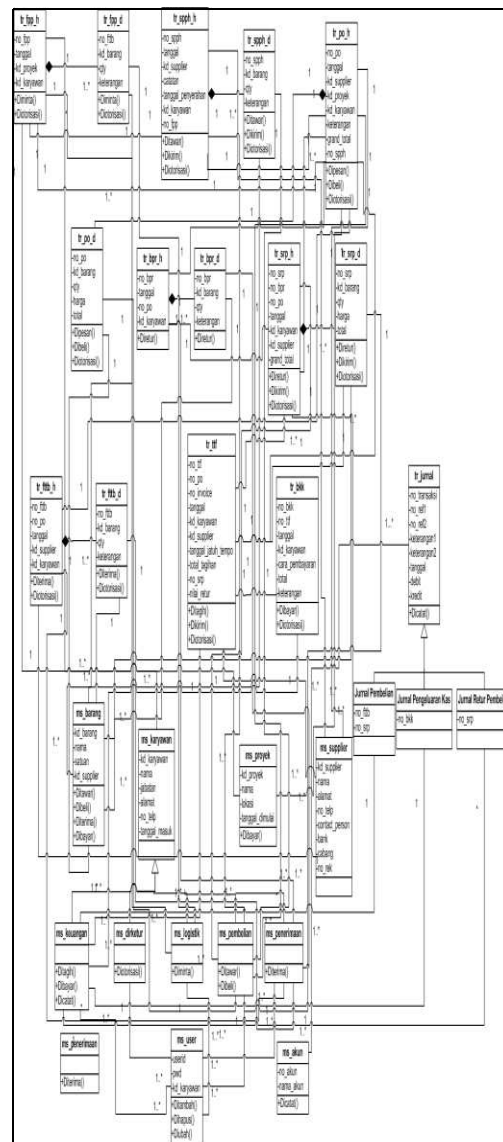 tr_fpp_h
-no_fpp
-tanggal
-kd_proyek
-kd_karyawan
+Diminta()
+Diotorisasi()
tr_fpp_d
-no_ftbb
-kd_barang
-qty
-keterangan
+Diminta()
+Diotorisasi()
tr_spph_h
-no_spph
-tanggal
-kd_supplier
-catatan
-tanggal_penyerahan
-kd_karyawan
-no_fpp
+Ditawar()
+Dikirim()
+Diotorisasi()
tr_spph_d
-no_spph
-kd_barang
-qty
-keterangan
+Ditawar()
+Dikirim()
+Diotorisasi()
tr_po_h
-no_po
-tanggal
-kd_supplier
-kd_proyek
-kd_karyawan
-keterangan
-grand_total
-no_spph
+Dipesan()
+Dibeli()
+Diotorisasi()
tr_po_d
-no_po
-kd_barang
-qty
-harga
-total
+Dipesan()
+Dibeli()
+Diotorisasi()
tr_bpr_h
-no_bpr
-tanggal
-no_po
-kd_karyawan
+Diretur()
tr_bpr_d
-no_bpr
-kd_barang
-qty
-keterangan
+Diretur()
tr_srp_h
-no_srp
-no_bpr
-no_po
-tanggal
-kd_karyawan
-kd_supplier
-grand_total
+Diretur()
+Dikirim()
+Diotorisasi()
tr_srp_d
-no_srp
-kd_barang
-qty
-harga
-total
+Diretur()
+Dikirim()
+Diotorisasi()
tr_fttb_h
-no_ftbb
-no_po
-tanggal
-kd_supplier
-kd_karyawan
+Diterima()
+Diotorisasi()
tr_fttb_d
-no_ftbb
-kd_barang
-qty
-keterangan
+Diterima()
+Diotorisasi()
tr_ttf
-no_ttf
-no_po
-no_invoice
-tanggal
-kd_karyawan
-kd_supplier
-tanggal_jatuh_tempo
-total_tagihan
-no_srp
-nilai_retur
+Ditagih()
+Dikirim()
+Diotorisasi()
tr_bkk
-no_bkk
-no_ttf
-tanggal
-kd_karyawan
-cara_pembayaran
-total
-keterangan
+Dibayar()
+Diotorisasi()
tr_jurnal
-no_transaksi
-no_ref1
-no_ref2
-keterangan1
-keterangan2
-tanggal
-debit
-kredit
+Dicatat()
Jurnal Pembelian
-no_ftbb
-no_srp
Jurnal Pengeluaran Kas
-no_bkk
Jurnal Retur Pembeli
-no_srp
ms_barang
-kd_barang
-nama
-satuan
-kd_supplier
+Ditawar()
+Dibeli()
+Diterima()
+Dibayar()
ms_karyawan
-kd_karyawan
-nama
-jabatan
-alamat
-no_telp
-tanggal_masuk
ms_proyek
-kd_proyek
-nama
-lokasi
-tanggal_dimulai
+Dibayar()
ms_supplier
-kd_supplier
-nama
-alamat
-no_telp
-contact_person
-bank
-cabang
-no_rek
ms_keuangan
+Ditagih()
+Dibayar()
+Dicatat()
ms_dirketur
+Diotorisasi()
ms_logistik
+Diminta()
ms_pembelian
+Ditawar()
+Dibeli()
ms_penerimaan
+Diterima()
ms_penerimaan
+Diterima()
ms_user
-userid
-pwd
-kd_karyawan
+Ditambah()
+Dihapus()
+Diubah()
ms_akun
-no_akun
-nama_akun
+Dicatat()